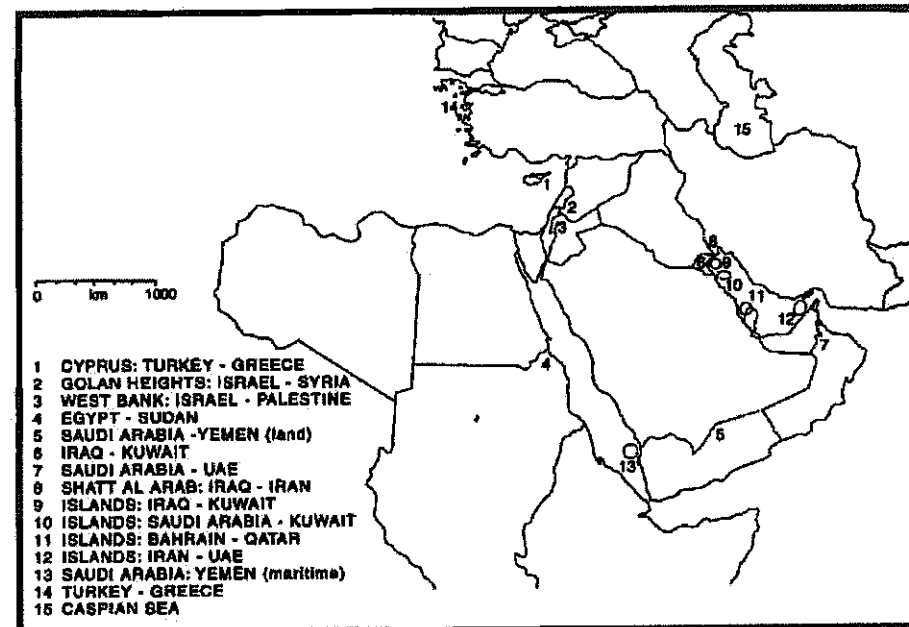 14
15
1
2
3
8
6
9
10
11
12
7
4
5
13
0 km 1000
1 CYPRUS: TURKEY - GREECE
2 GOLAN HEIGHTS: ISRAEL - SYRIA
3 WEST BANK: ISRAEL - PALESTINE
4 EGYPT - SUDAN
5 SAUDI ARABIA -YEMEN (land)
6 IRAQ - KUWAIT
7 SAUDI ARABIA - UAE
8 SHATT AL ARAB: IRAQ - IRAN
9 ISLANDS: IRAQ - KUWAIT
10 ISLANDS: SAUDI ARABIA - KUWAIT
11 ISLANDS: BAHRAIN - QATAR
12 ISLANDS: IRAN - UAE
13 SAUDI ARABIA: YEMEN (maritime)
14 TURKEY - GREECE
15 CASPIAN SEA